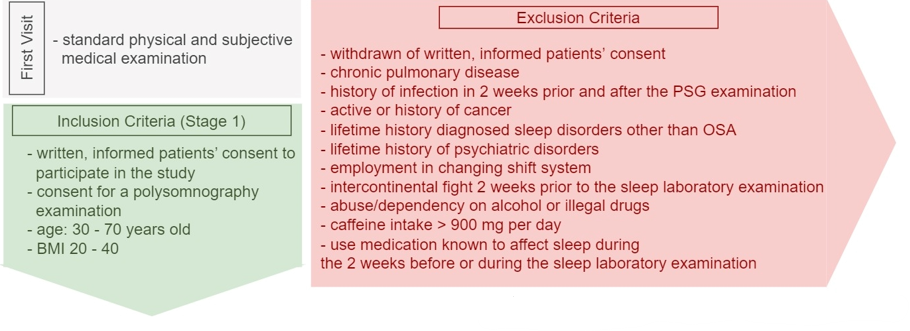 First Visit
- standard physical and subjective
medical examination
Inclusion Criteria (Stage 1)
- written, informed patients' consent to
participate in the study
- consent for a polysomnography
examination
- age: 30 - 70 years old
- BMI 20 - 40
Exclusion Criteria
- withdrawn of written, informed patients' consent
- chronic pulmonary disease
- history of infection in 2 weeks prior and after the PSG examination
- active or history of cancer
- lifetime history diagnosed sleep disorders other than OSA
- lifetime history of psychiatric disorders
- employment in changing shift system
- intercontinental fight 2 weeks prior to the sleep laboratory examination
- abuse/dependency on alcohol or illegal drugs
- caffeine intake > 900 mg per day
- use medication known to affect sleep during
the 2 weeks before or during the sleep laboratory examination